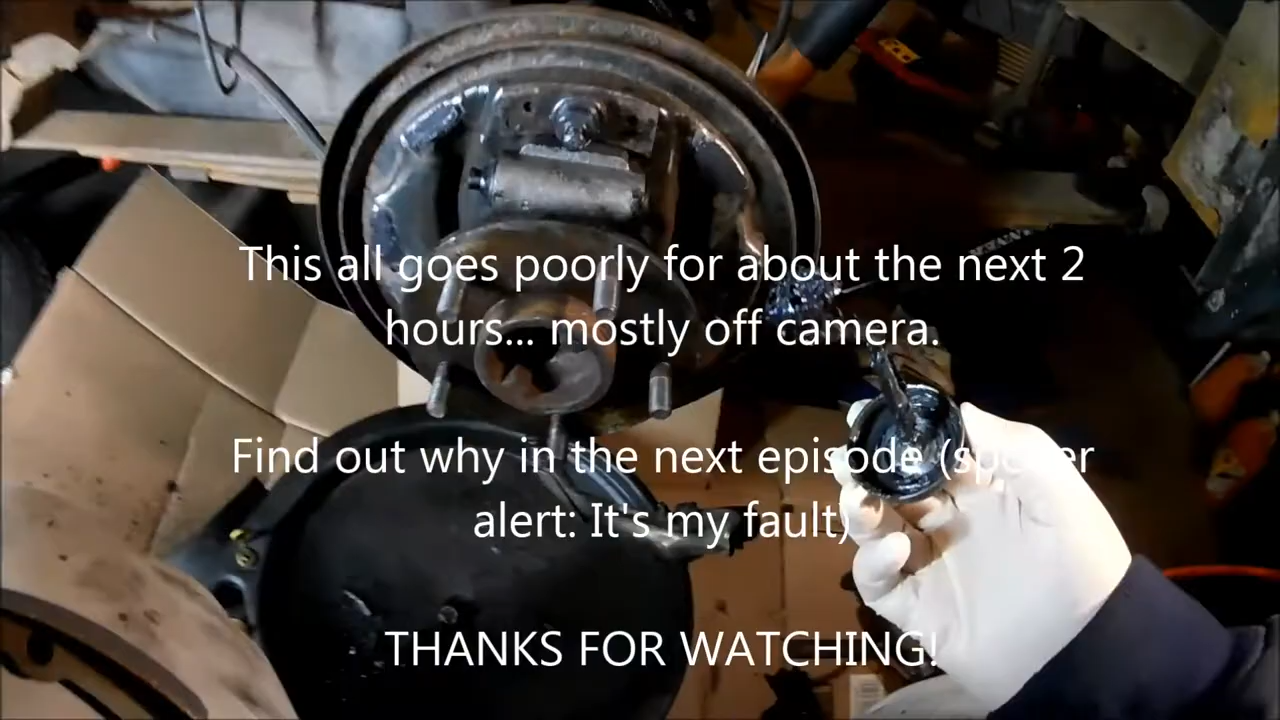 This all goes poorly for about the next 2
hours... mostly off camera.
Find out why in the next episode (spoiler
alert: It's my fault)
THANKS FOR WATCHING!